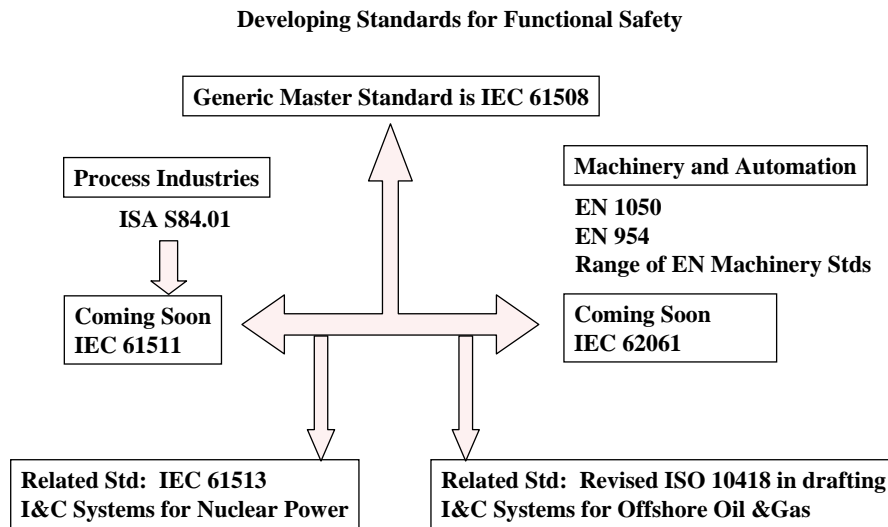 Developing Standards for Functional Safety
Generic Master Standard is IEC 61508
Process Industries
ISA S84.01
Machinery and Automation
EN 1050
EN 954
Range of EN Machinery Stds
Coming Soon
IEC 61511
Coming Soon
IEC 62061
Related Std:  IEC 61513
I&C Systems for Nuclear Power
Related Std:  Revised ISO 10418 in drafting
I&C Systems for Offshore Oil &Gas